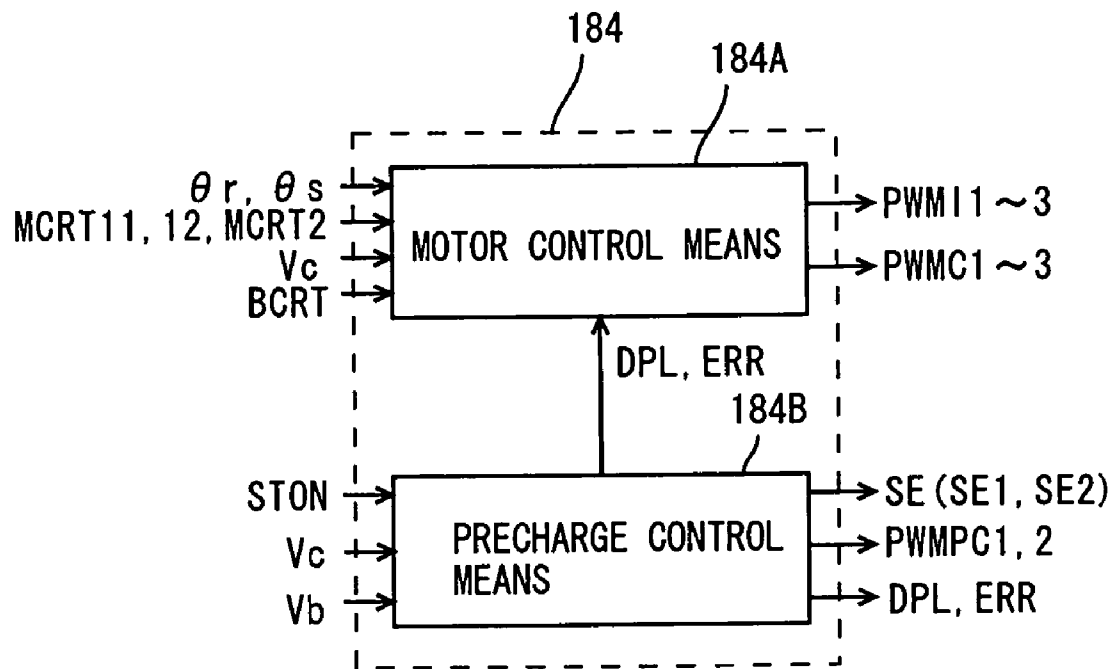 184
184A
θr, θs
MCRT11, 12, MCRT2
Vc
BCRT
MOTOR CONTROL MEANS
PWMI1~3
PWMC1~3
DPL, ERR
184B
STON
Vc
Vb
PRECHARGE CONTROL
MEANS
SE(SE1, SE2)
PWMPC1, 2
DPL, ERR